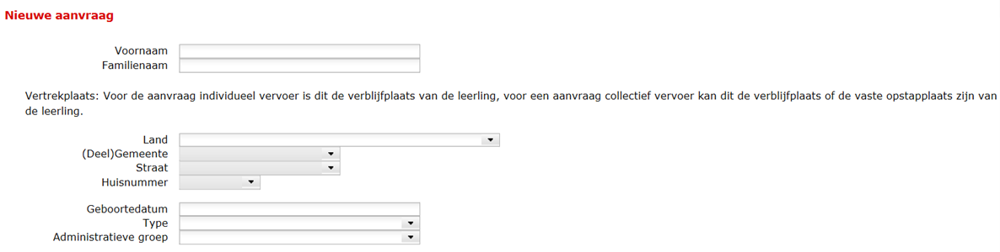 Nieuwe aanvraag
Voornaam
Familienaam
Vertrekplaats: Voor de aanvraag individueel vervoer is dit de verblijfplaats van de leerling, voor een aanvraag collectief vervoer kan dit de verblijfplaats of de vaste opstapplaats zijn van
de leerling.
Land
(Deel)Gemeente
Straat
Huisnummer
Geboortedatum
Type
Administratieve groep